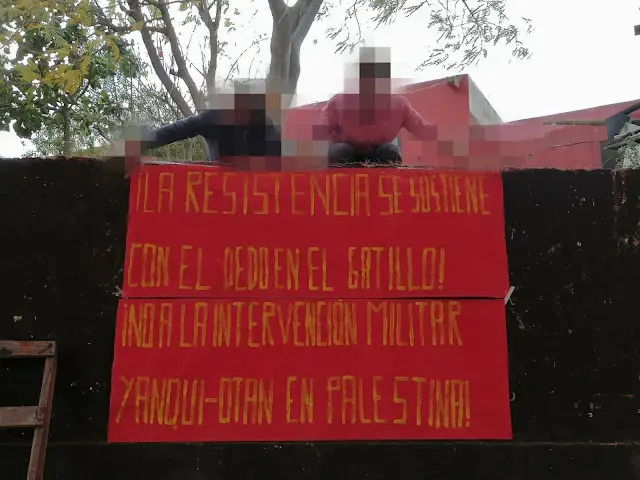 ¡LA RESISTENCIA SE SOSTIENE
CON EL DEDO EN EL GATILLO!
¡NO A LA INTERVENCIÓN MILITAR
YANQUI-OTAN EN PALESTINA!